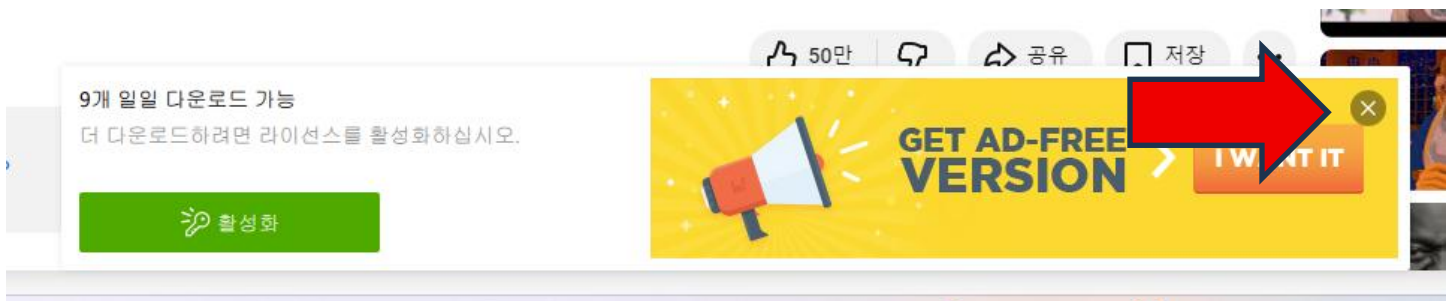 50만
공유
저장
9개 일일 다운로드 가능
더 다운로드하려면 라이선스를 활성화하십시오.
활성화
GET AD-FREE
VERSION
I WANT IT